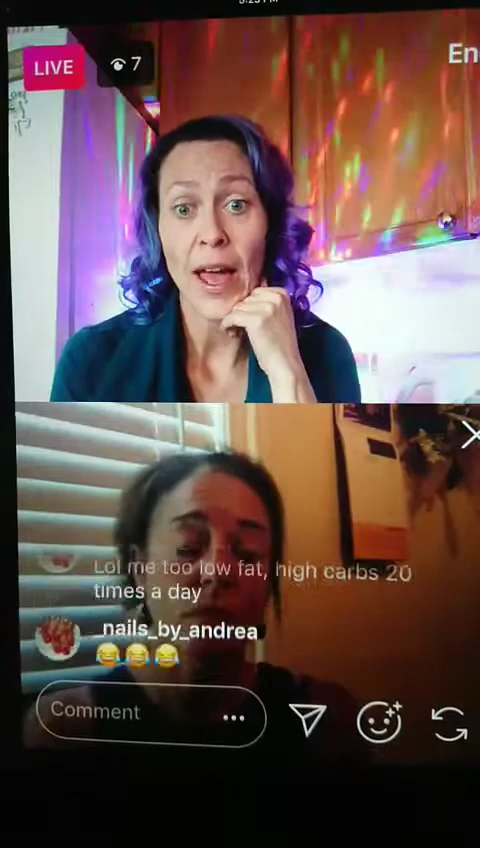 LIVE
7
En
Lol me too low fat, high carbs 20
times a day
nails_by_andrea
😂😂😂
Comment